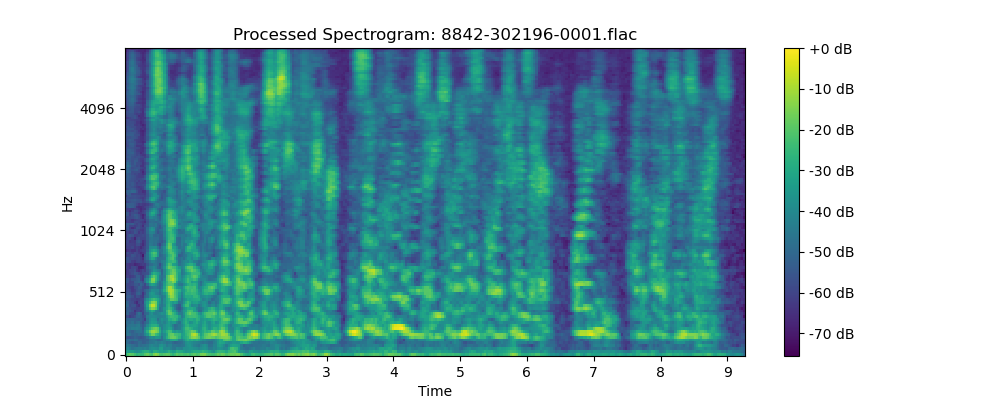 Processed Spectrogram: 8842-302196-0001.flac
Hz
4096
2048
1024
512
0
0 1 2 3 4 5 6 7 8 9
Time
+0 dB
-10 dB
-20 dB
-30 dB
-40 dB
-50 dB
-60 dB
-70 dB